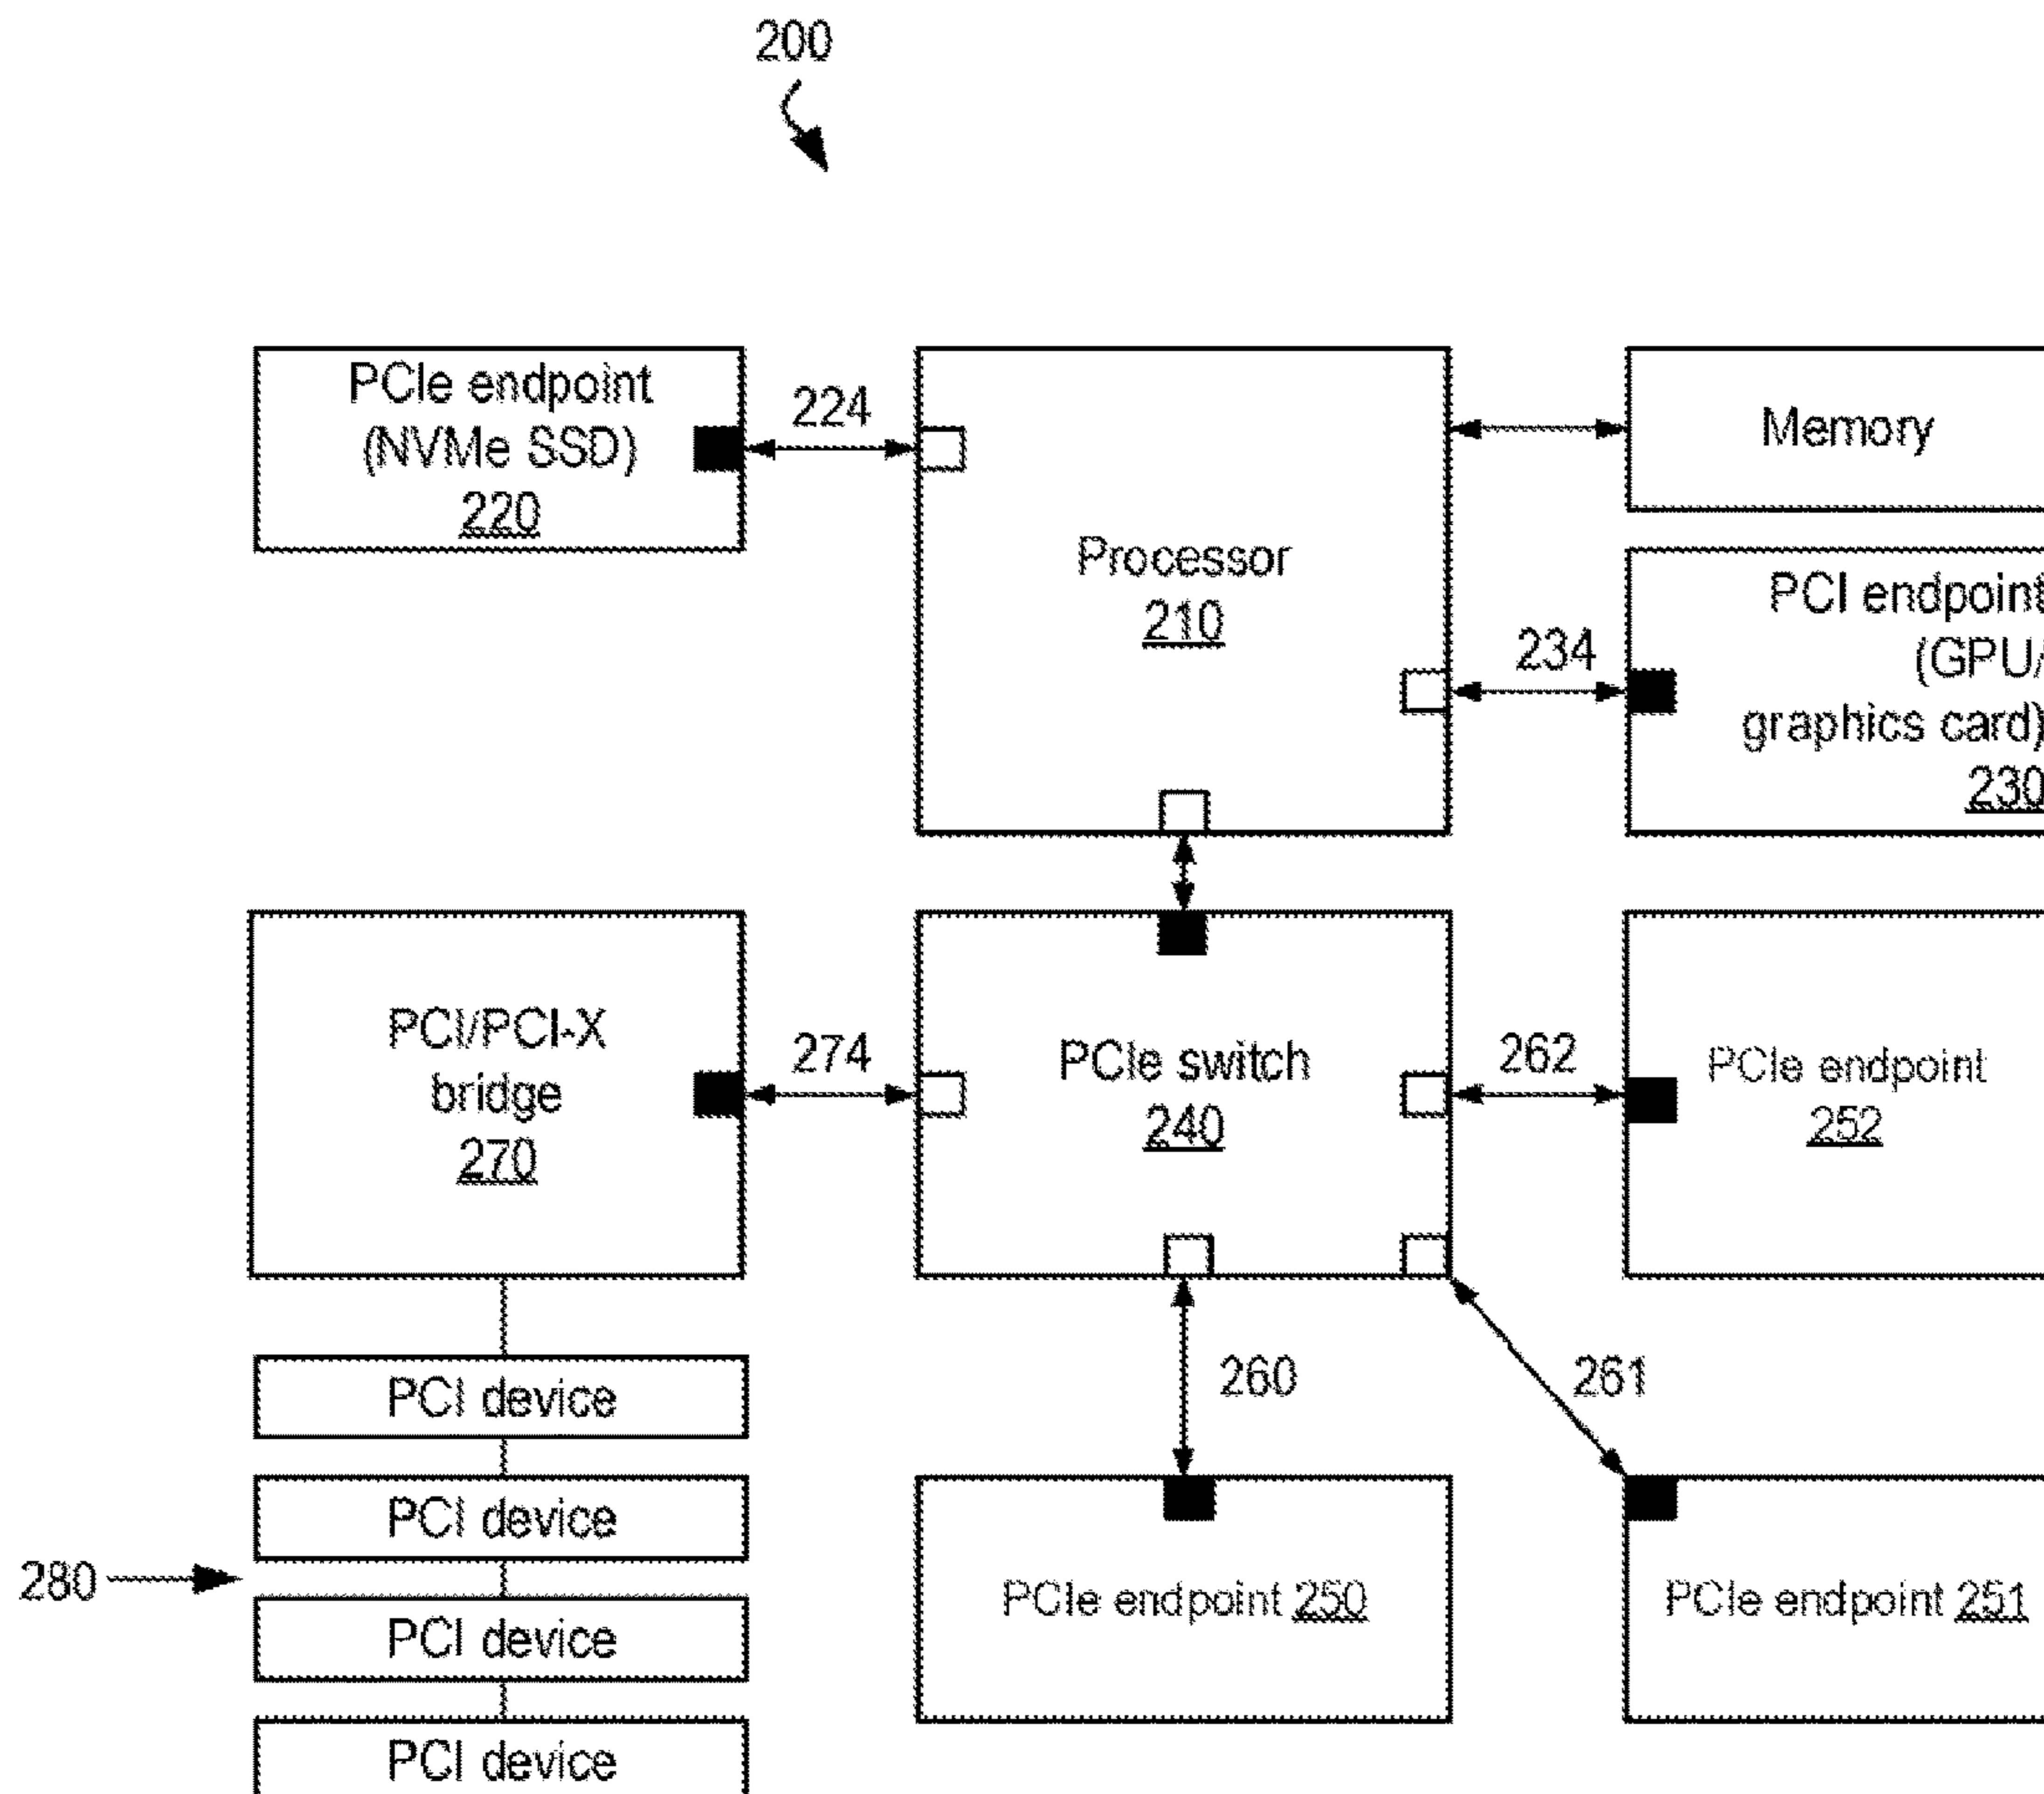 200
PCIe endpoint
(NVMe SSD)
220
224
Processor
210
Memory
PCI endpoint
(GPU/
graphics card)
230
234
PCI/PCI-X
bridge
270
274
PCIe switch
240
262
PCIe endpoint
252
PCI device
PCI device
PCI device
PCI device
280
260
261
PCIe endpoint 250
PCIe endpoint 251